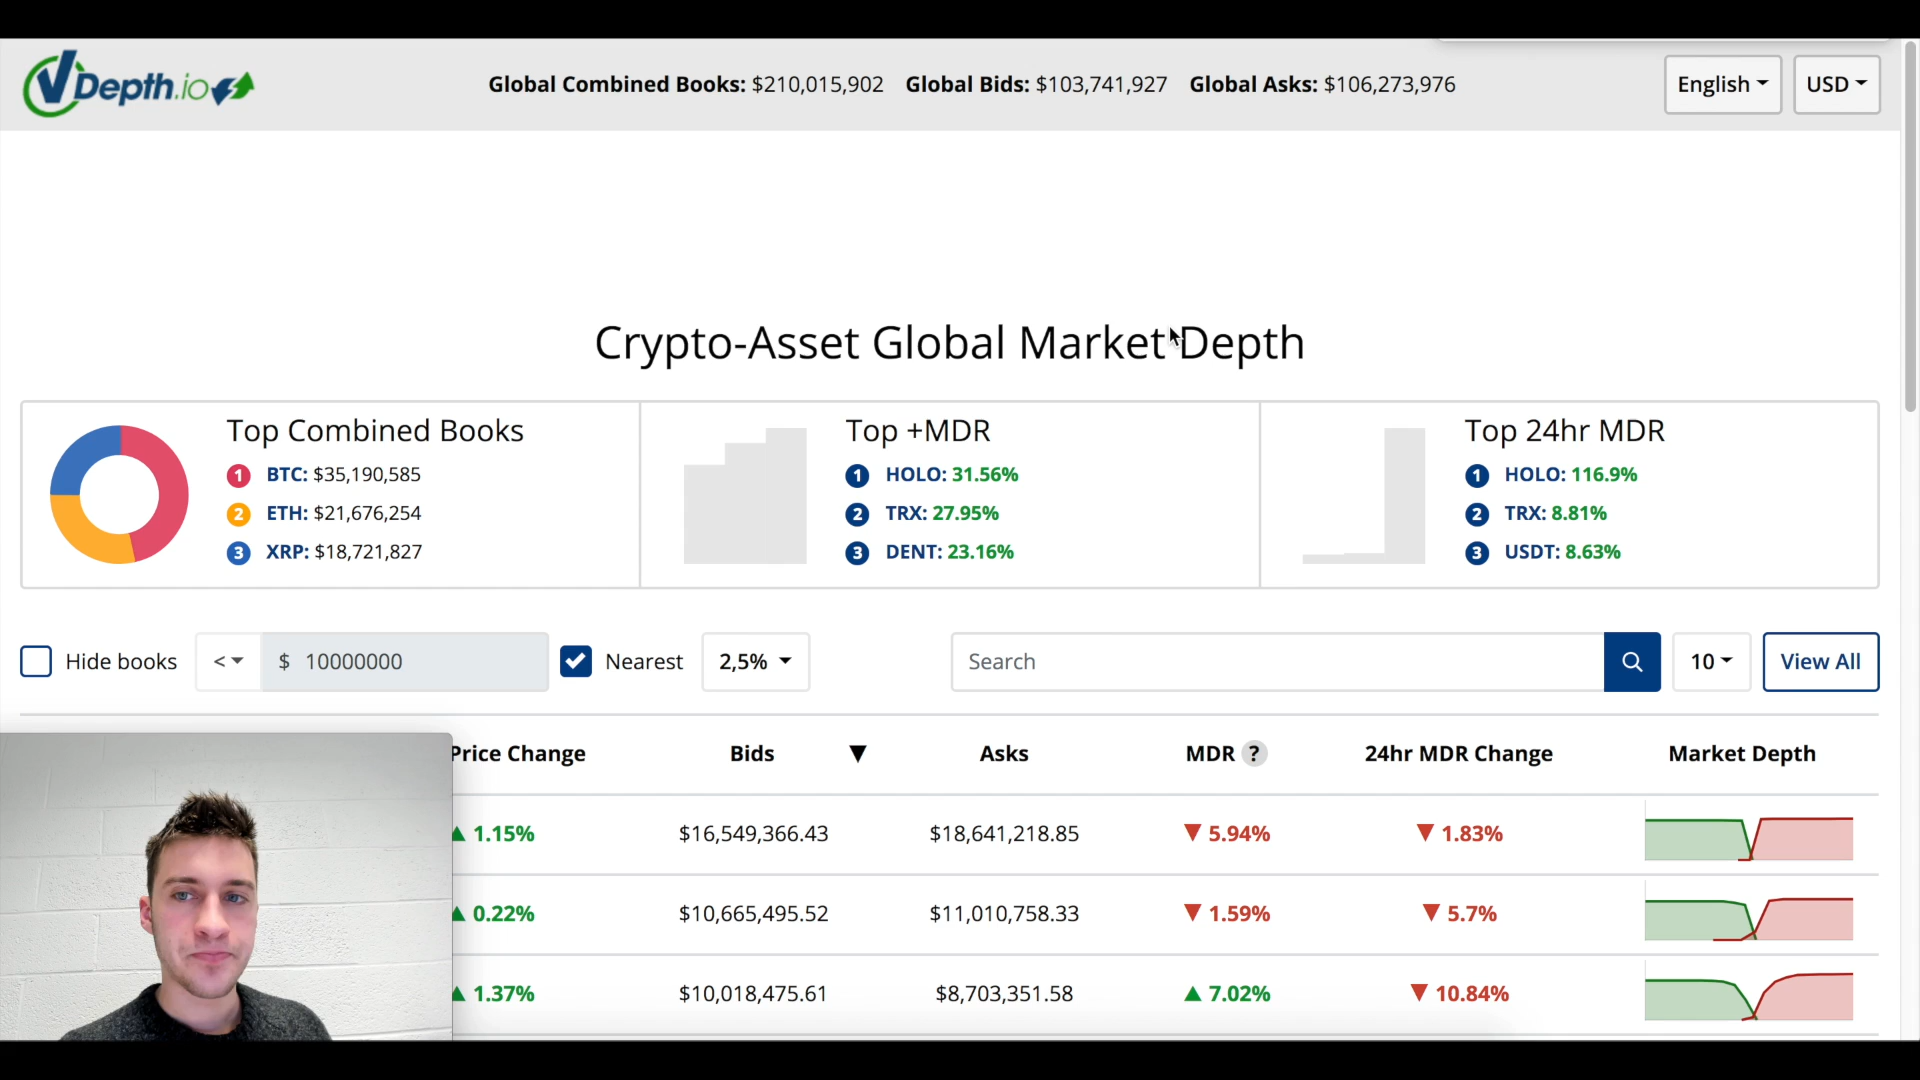 Depth.io
Global Combined Books: $210,015,902 Global Bids: $103,741,927 Global Asks: $106,273,976
English
USD
Crypto-Asset Global Market Depth
Top Combined Books
1 BTC: $35,190,585
2 ETH: $21,676,254
3 XRP: $18,721,827
Top +MDR
1 HOLO: 31.56%
2 TRX: 27.95%
3 DENT: 23.16%
Top 24hr MDR
1 HOLO: 116.9%
2 TRX: 8.81%
3 USDT: 8.63%
Hide books < $ 10000000 Nearest 2,5% Search 10 View All
Price Change Bids ▼ Asks MDR ? 24hr MDR Change Market Depth
▲ 1.15% $16,549,366.43 $18,641,218.85 ▼ 5.94% ▼ 1.83%
▲ 0.22% $10,665,495.52 $11,010,758.33 ▼ 1.59% ▼ 5.7%
▲ 1.37% $10,018,475.61 $8,703,351.58 ▲ 7.02% ▼ 10.84%